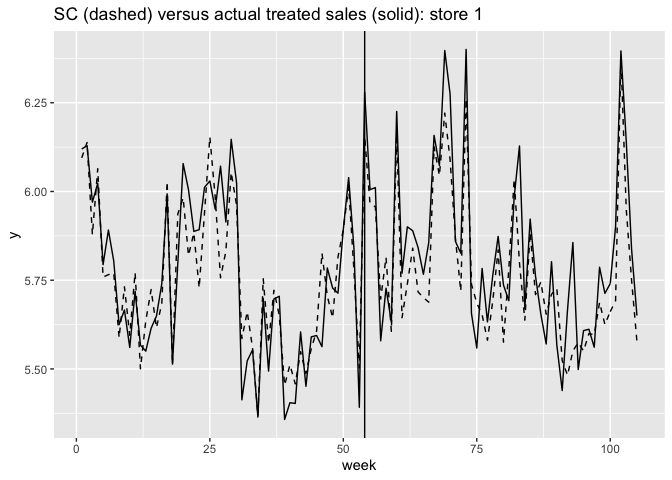 SC (dashed) versus actual treated sales (solid): store 1
6.25
6.00
5.75
5.50
y
0 25 50 75 100
week